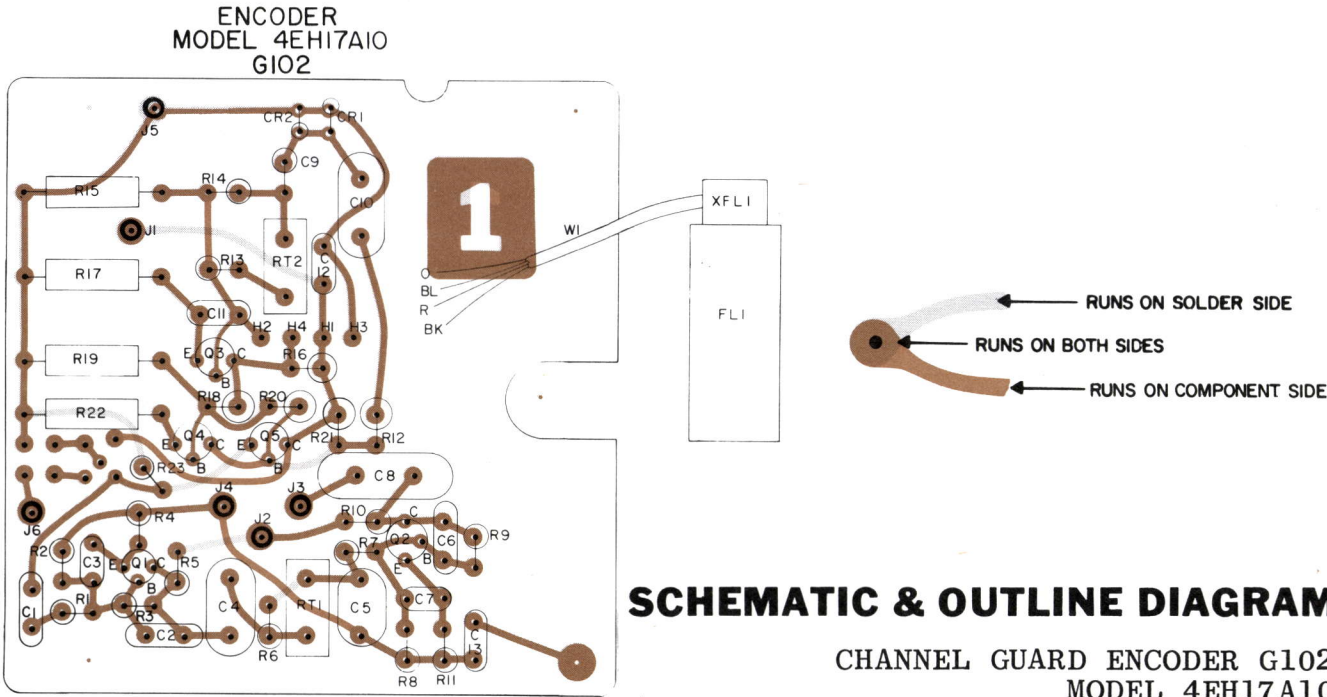 ENCODER
MODEL 4EH17A10
G102
J5
CR2
CR1
C9
R15
R14
C10
1
XFL1
W1
J1
R13
RT2
C
12
O
BL
R
BK
R17
C11
H2
H4
H1
H3
FL1
RUNS ON SOLDER SIDE
RUNS ON BOTH SIDES
RUNS ON COMPONENT SIDE
E
Q3
C
B
R16
R19
R18
R20
R22
E
Q4
C
B
E
Q5
C
B
R21
R12
R23
C8
J4
J3
J6
R4
J2
R10
C
R2
C3
E
Q1
C
B
R5
R7
Q2
E
B
C6
R9
C1
R1
R3
C2
C4
RT1
C5
C7
R6
R8
R11
C
13
SCHEMATIC & OUTLINE DIAGRAM
CHANNEL GUARD ENCODER G102
MODEL 4EH17A10